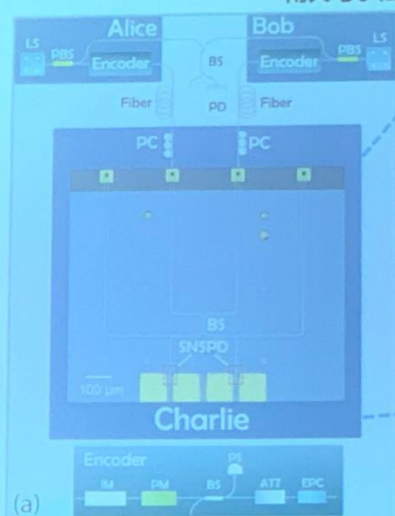 Alice
Bob
LS
PBS
Encoder
BS
Encoder
PBS
LS
Fiber
PD
Fiber
PC
PC
BS
SNSPD
100 μm
Charlie
Encoder
PS
IM
PM
BS
ATT
EPC
(a)